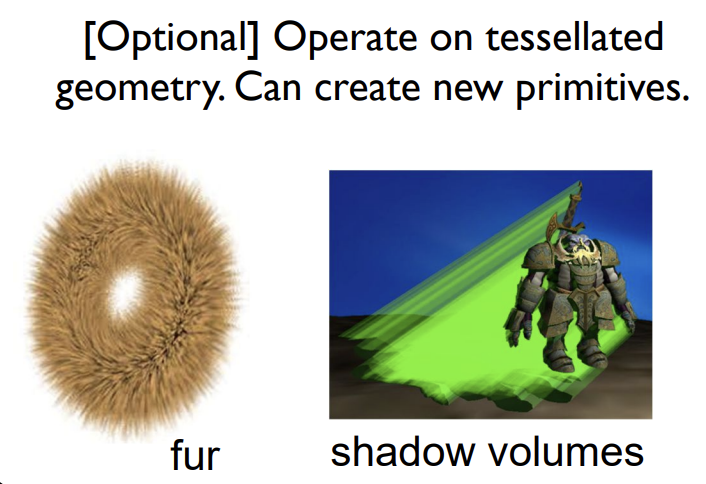 [Optional] Operate on tessellated
geometry. Can create new primitives.
fur
shadow volumes